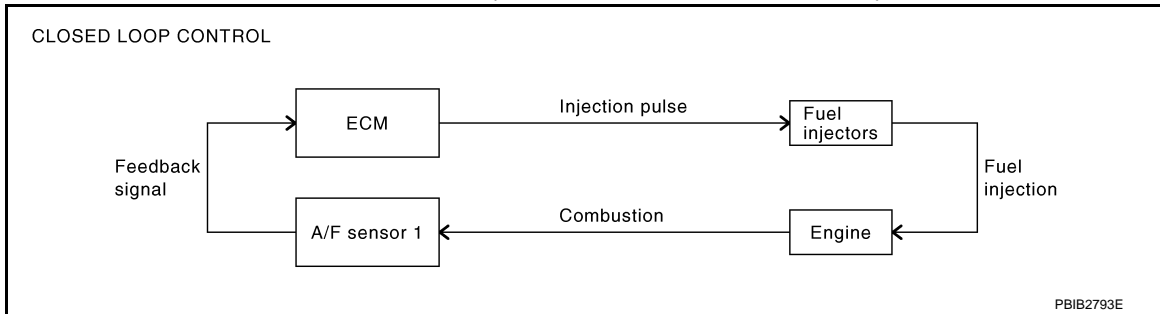 CLOSED LOOP CONTROL
ECM
Injection pulse
Fuel
injectors
Feedback
signal
Fuel
injection
A/F sensor 1
Combustion
Engine
PBIB2793E